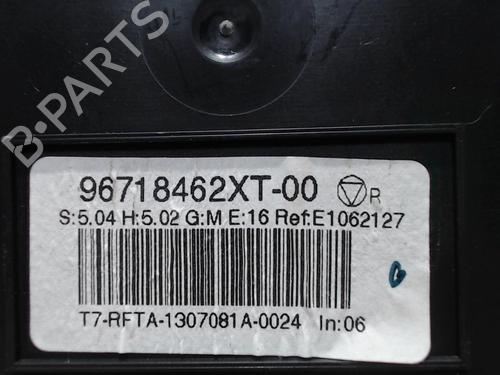 B-PARTS
96718462XT-00 R
S:5.04 H:5.02 G:M E:16 Ref:E1062127
T7-RFTA-1307081A-0024 In:06